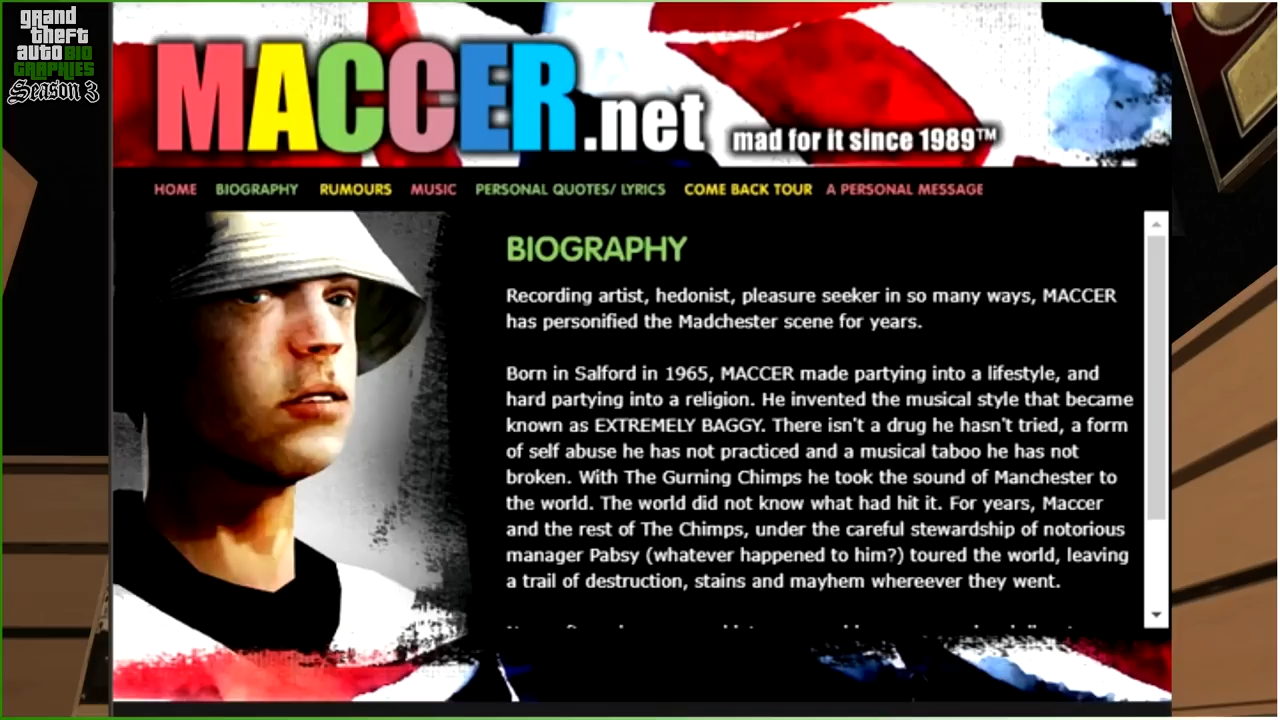 grand
theft
auto BIO
GRAPHIES
Season 3
MACCER.net mad for it since 1989™
HOME BIOGRAPHY RUMOURS MUSIC PERSONAL QUOTES/ LYRICS COME BACK TOUR A PERSONAL MESSAGE
BIOGRAPHY
Recording artist, hedonist, pleasure seeker in so many ways, MACCER
has personified the Madchester scene for years.
Born in Salford in 1965, MACCER made partying into a lifestyle, and
hard partying into a religion. He invented the musical style that became
known as EXTREMELY BAGGY. There isn't a drug he hasn't tried, a form
of self abuse he has not practiced and a musical taboo he has not
broken. With The Gurning Chimps he took the sound of Manchester to
the world. The world did not know what had hit it. For years, Maccer
and the rest of The Chimps, under the careful stewardship of notorious
manager Pabsy (whatever happened to him?) toured the world, leaving
a trail of destruction, stains and mayhem whereever they went.